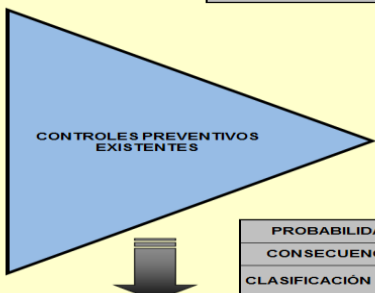 CONTROLES PREVENTIVOS
EXISTENTES
PROBABILIDA
CONSECUENC
CLASIFICACIÓN